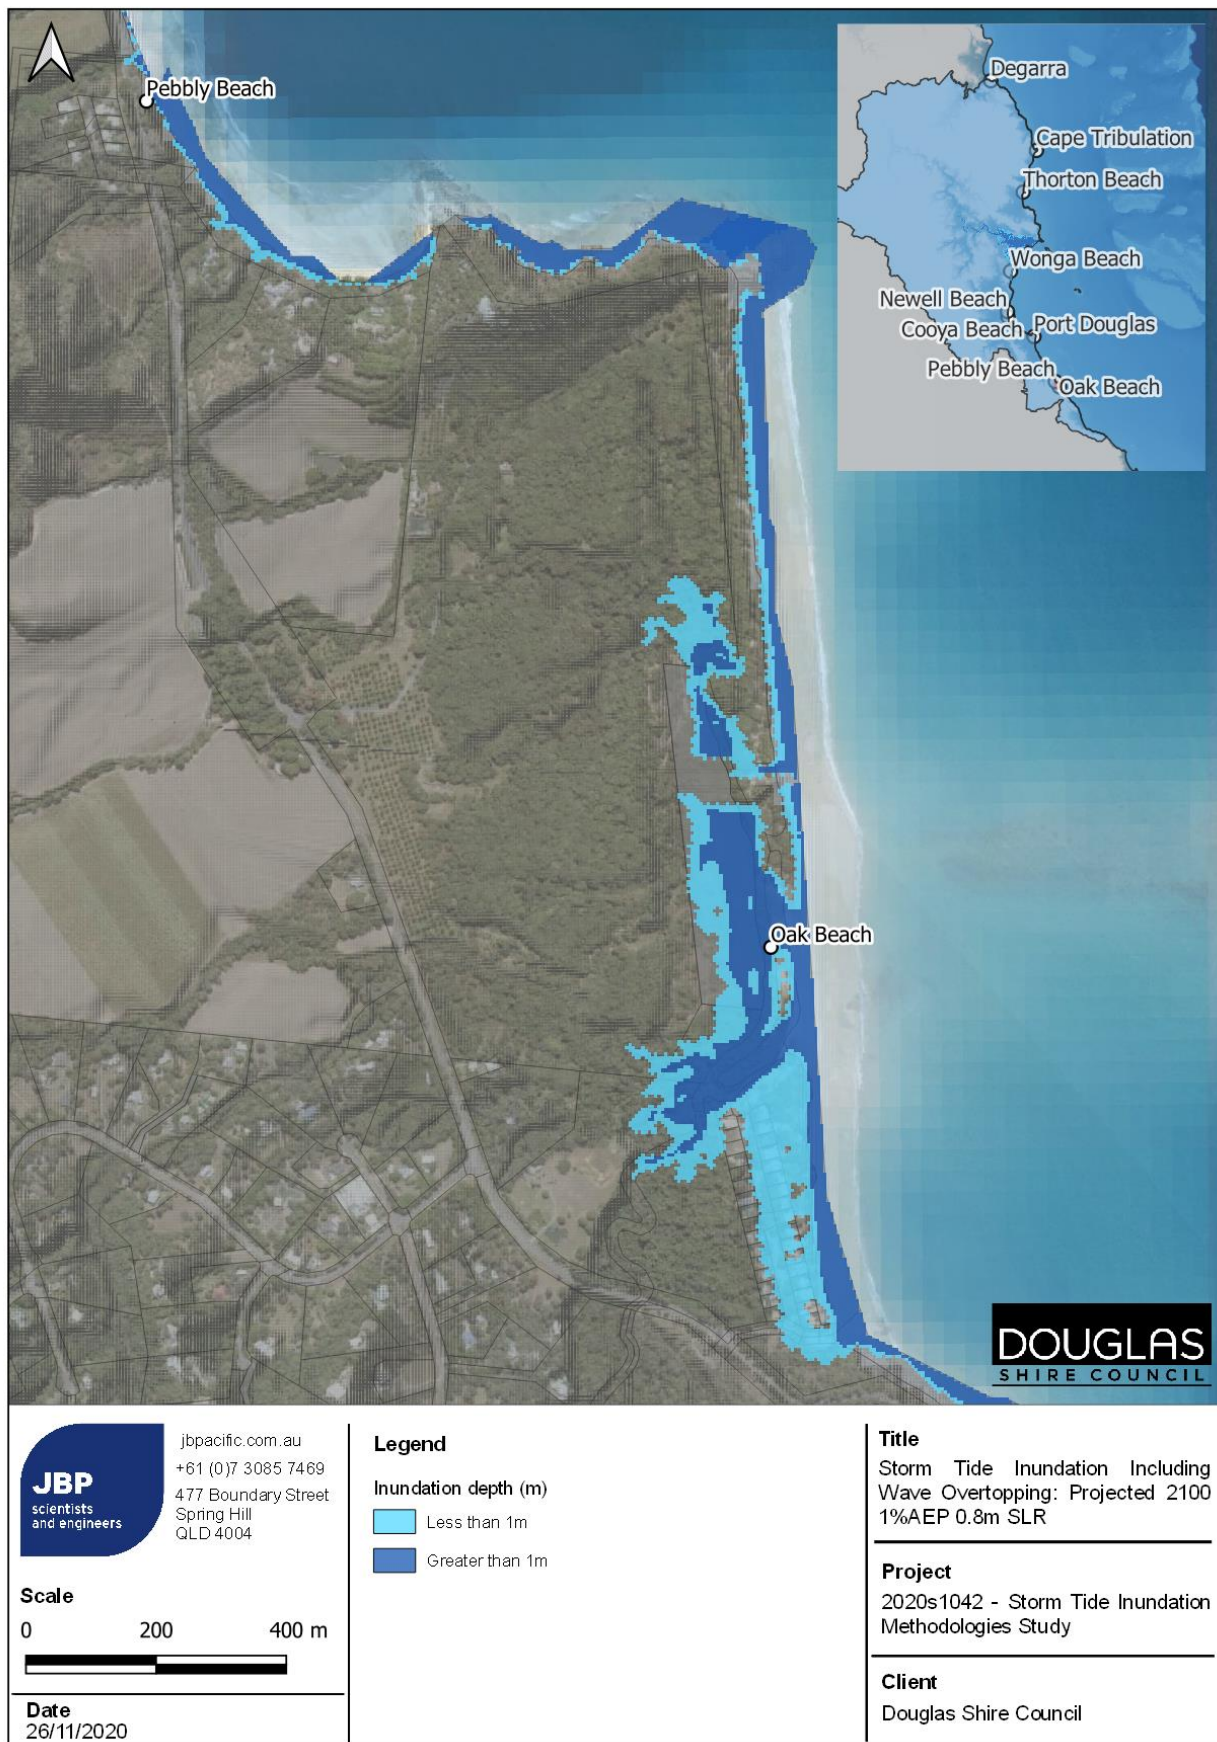 Pebbly Beach
Degarra
Cape Tribulation
Thorton Beach
Wonga Beach
Newell Beach
Cooya Beach
Port Douglas
Pebbly Beach
Oak Beach
Oak Beach
DOUGLAS
SHIRE COUNCIL
JBP
scientists
and engineers
jbpacific.com.au
+61 (0)7 3085 7469
477 Boundary Street
Spring Hill
QLD 4004
Scale
0 200 400 m
Date
26/11/2020
Legend
Inundation depth (m)
Less than 1m
Greater than 1m
Title
Storm Tide Inundation Including
Wave Overtopping: Projected 2100
1%AEP 0.8m SLR
Project
2020s1042 - Storm Tide Inundation
Methodologies Study
Client
Douglas Shire Council